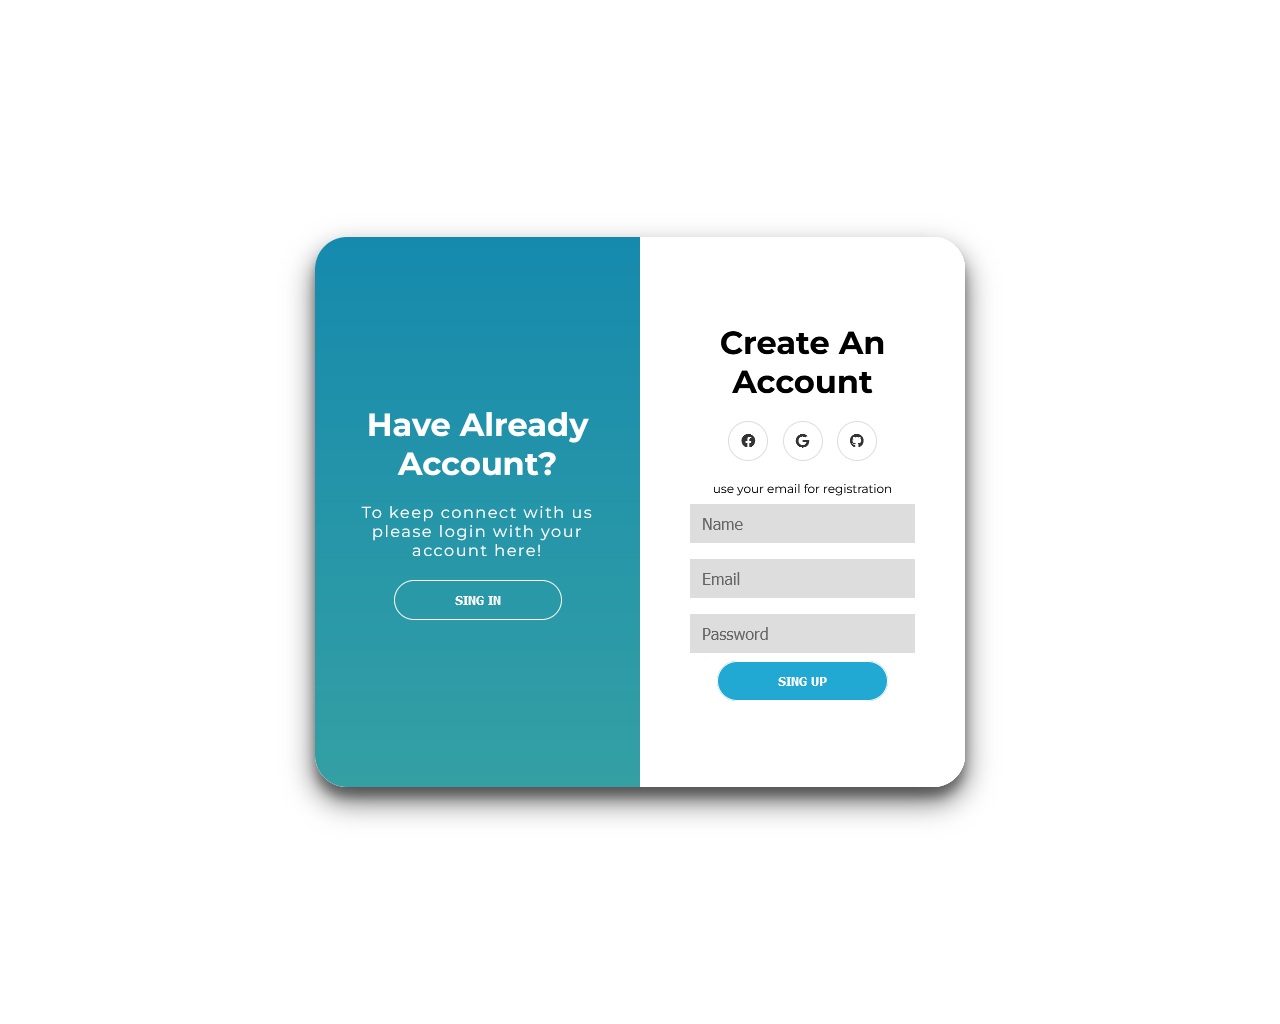 Have Already
Account?
To keep connect with us
please login with your
account here!
SING IN
Create An
Account
use your email for registration
Name
Email
Password
SING UP